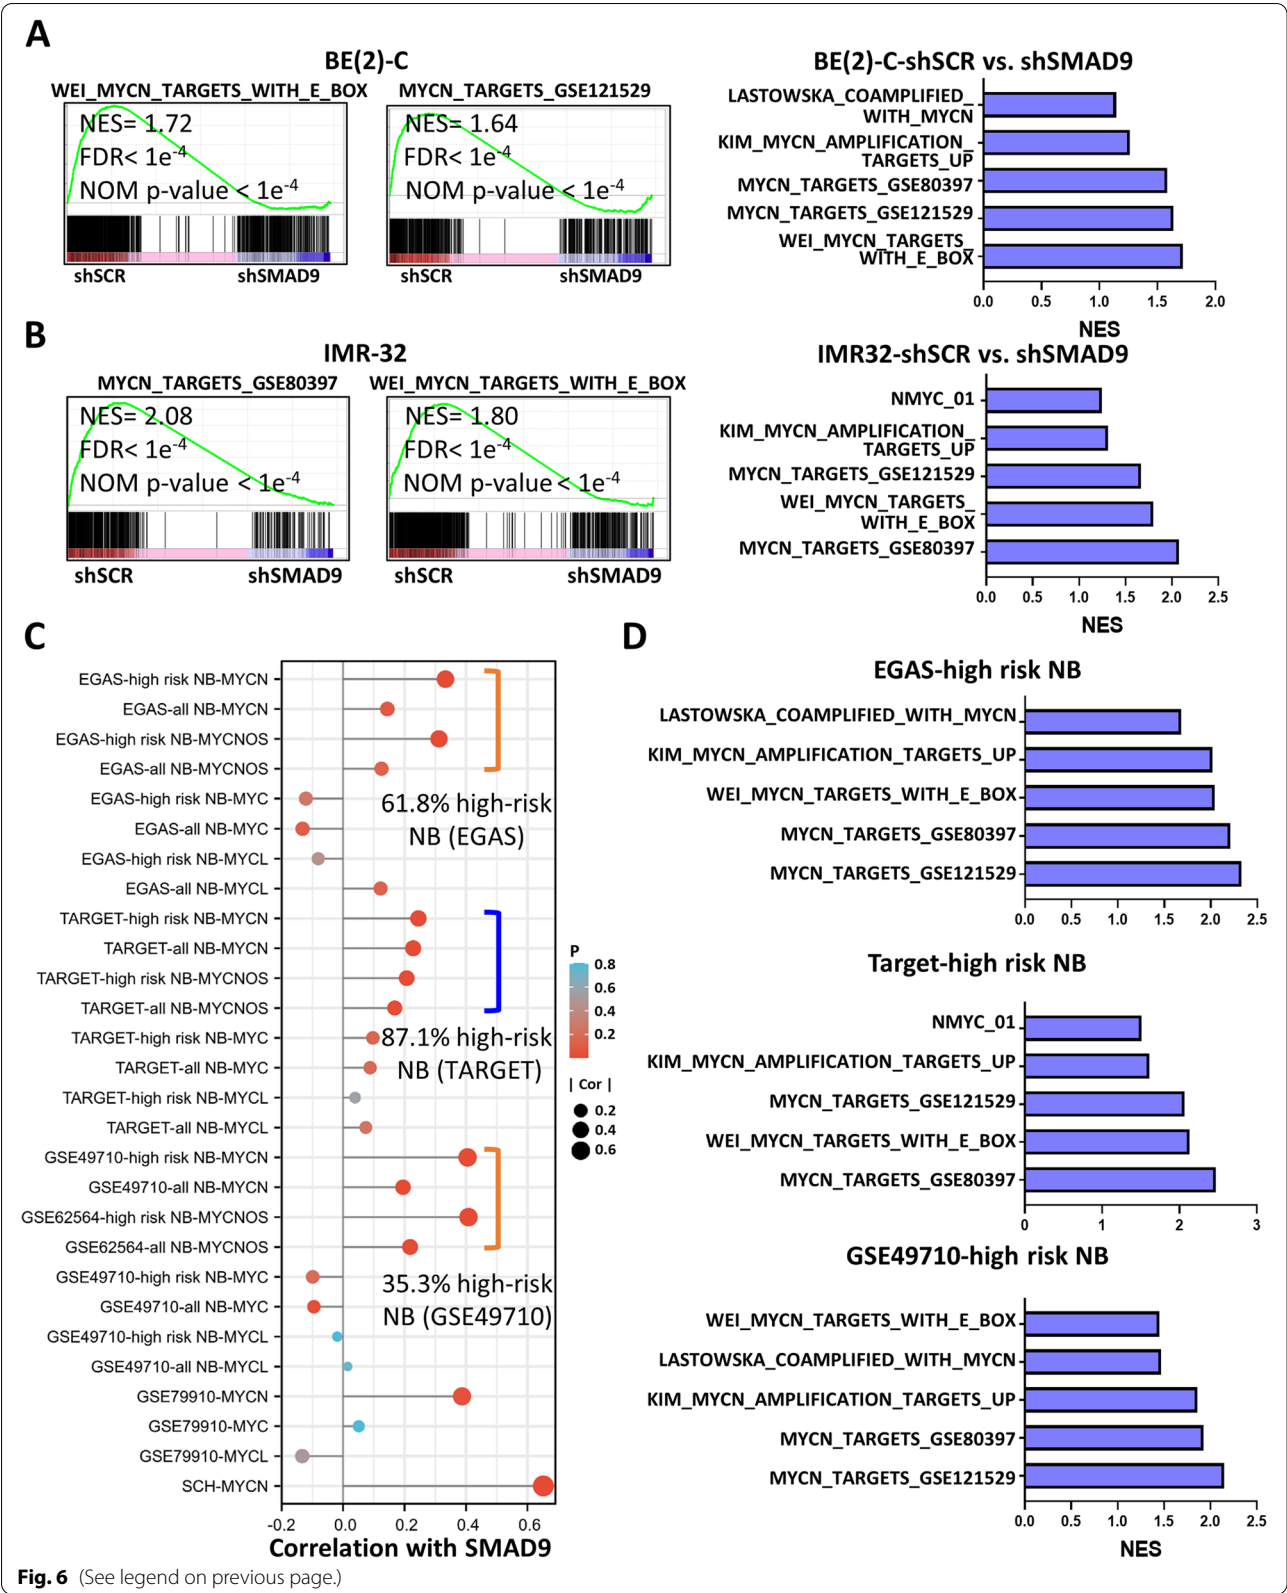 A
BE(2)-C
WEI_MYCN_TARGETS_WITH_E_BOX
NES= 1.72
FDR< 1e-4
NOM p-value < 1e-4
shSCR shSMAD9
MYCN_TARGETS_GSE121529
NES= 1.64
FDR< 1e-4
NOM p-value < 1e-4
shSCR shSMAD9
BE(2)-C-shSCR vs. shSMAD9
LASTOWSKA_COAMPLIFIED_
WITH_MYCN
KIM_MYCN_AMPLIFICATION_
TARGETS_UP
MYCN_TARGETS_GSE80397
MYCN_TARGETS_GSE121529
WEI_MYCN_TARGETS_
WITH_E_BOX
0.0 0.5 1.0 1.5 2.0
NES
B
IMR-32
MYCN_TARGETS_GSE80397
NES= 2.08
FDR< 1e-4
NOM p-value < 1e-4
shSCR shSMAD9
WEI_MYCN_TARGETS_WITH_E_BOX
NES= 1.80
FDR< 1e-4
NOM p-value < 1e-4
shSCR shSMAD9
IMR32-shSCR vs. shSMAD9
NMYC_01
KIM_MYCN_AMPLIFICATION_
TARGETS_UP
MYCN_TARGETS_GSE121529
WEI_MYCN_TARGETS_
WITH_E_BOX
MYCN_TARGETS_GSE80397
0.0 0.5 1.0 1.5 2.0 2.5
NES
C
EGAS-high risk NB-MYCN
EGAS-all NB-MYCN
EGAS-high risk NB-MYCNOS
EGAS-all NB-MYCNOS
EGAS-high risk NB-MYC
EGAS-all NB-MYC
EGAS-high risk NB-MYCL
EGAS-all NB-MYCL
TARGET-high risk NB-MYCN
TARGET-all NB-MYCN
TARGET-high risk NB-MYCNOS
TARGET-all NB-MYCNOS
TARGET-high risk NB-MYC
TARGET-all NB-MYC
TARGET-high risk NB-MYCL
TARGET-all NB-MYCL
GSE49710-high risk NB-MYCN
GSE49710-all NB-MYCN
GSE62564-high risk NB-MYCNOS
GSE62564-all NB-MYCNOS
GSE49710-high risk NB-MYC
GSE49710-all NB-MYC
GSE49710-high risk NB-MYCL
GSE49710-all NB-MYCL
GSE79910-MYCN
GSE79910-MYC
GSE79910-MYCL
SCH-MYCN
61.8% high-risk
NB (EGAS)
87.1% high-risk
NB (TARGET)
35.3% high-risk
NB (GSE49710)
-0.2 0.0 0.2 0.4 0.6
Correlation with SMAD9
P
0.8
0.6
0.4
0.2
| Cor |
0.2
0.4
0.6
D
EGAS-high risk NB
LASTOWSKA_COAMPLIFIED_WITH_MYCN
KIM_MYCN_AMPLIFICATION_TARGETS_UP
WEI_MYCN_TARGETS_WITH_E_BOX
MYCN_TARGETS_GSE80397
MYCN_TARGETS_GSE121529
0.0 0.5 1.0 1.5 2.0 2.5
Target-high risk NB
NMYC_01
KIM_MYCN_AMPLIFICATION_TARGETS_UP
MYCN_TARGETS_GSE121529
WEI_MYCN_TARGETS_WITH_E_BOX
MYCN_TARGETS_GSE80397
0 1 2 3
GSE49710-high risk NB
WEI_MYCN_TARGETS_WITH_E_BOX
LASTOWSKA_COAMPLIFIED_WITH_MYCN
KIM_MYCN_AMPLIFICATION_TARGETS_UP
MYCN_TARGETS_GSE80397
MYCN_TARGETS_GSE121529
0.0 0.5 1.0 1.5 2.0 2.5
NES
Fig. 6 (See legend on previous page.)